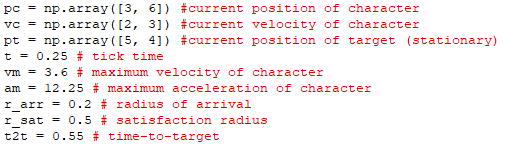 pc = np.array([3, 6]) #current position of character
vc = np.array([2, 3]) #current velocity of character
pt = np.array([5, 4]) #current position of target (stationary)
t = 0.25 # tick time
vm = 3.6 # maximum velocity of character
am = 12.25 # maximum acceleration of character
r_arr = 0.2 # radius of arrival
r_sat = 0.5 # satisfaction radius
t2t = 0.55 # time-to-target